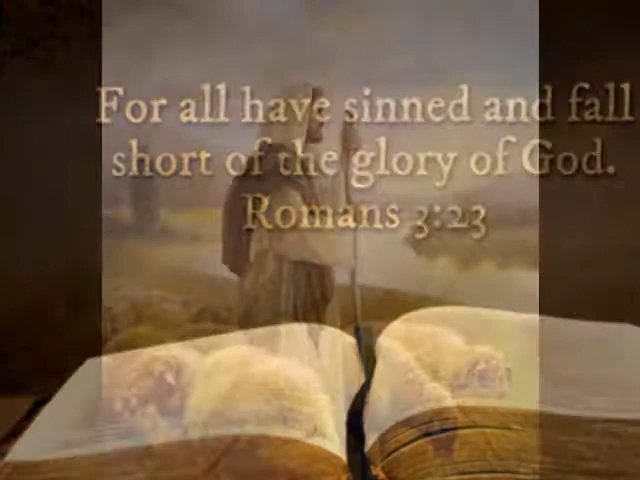 For all have sinned and fall
short of the glory of God.
Romans 3:23